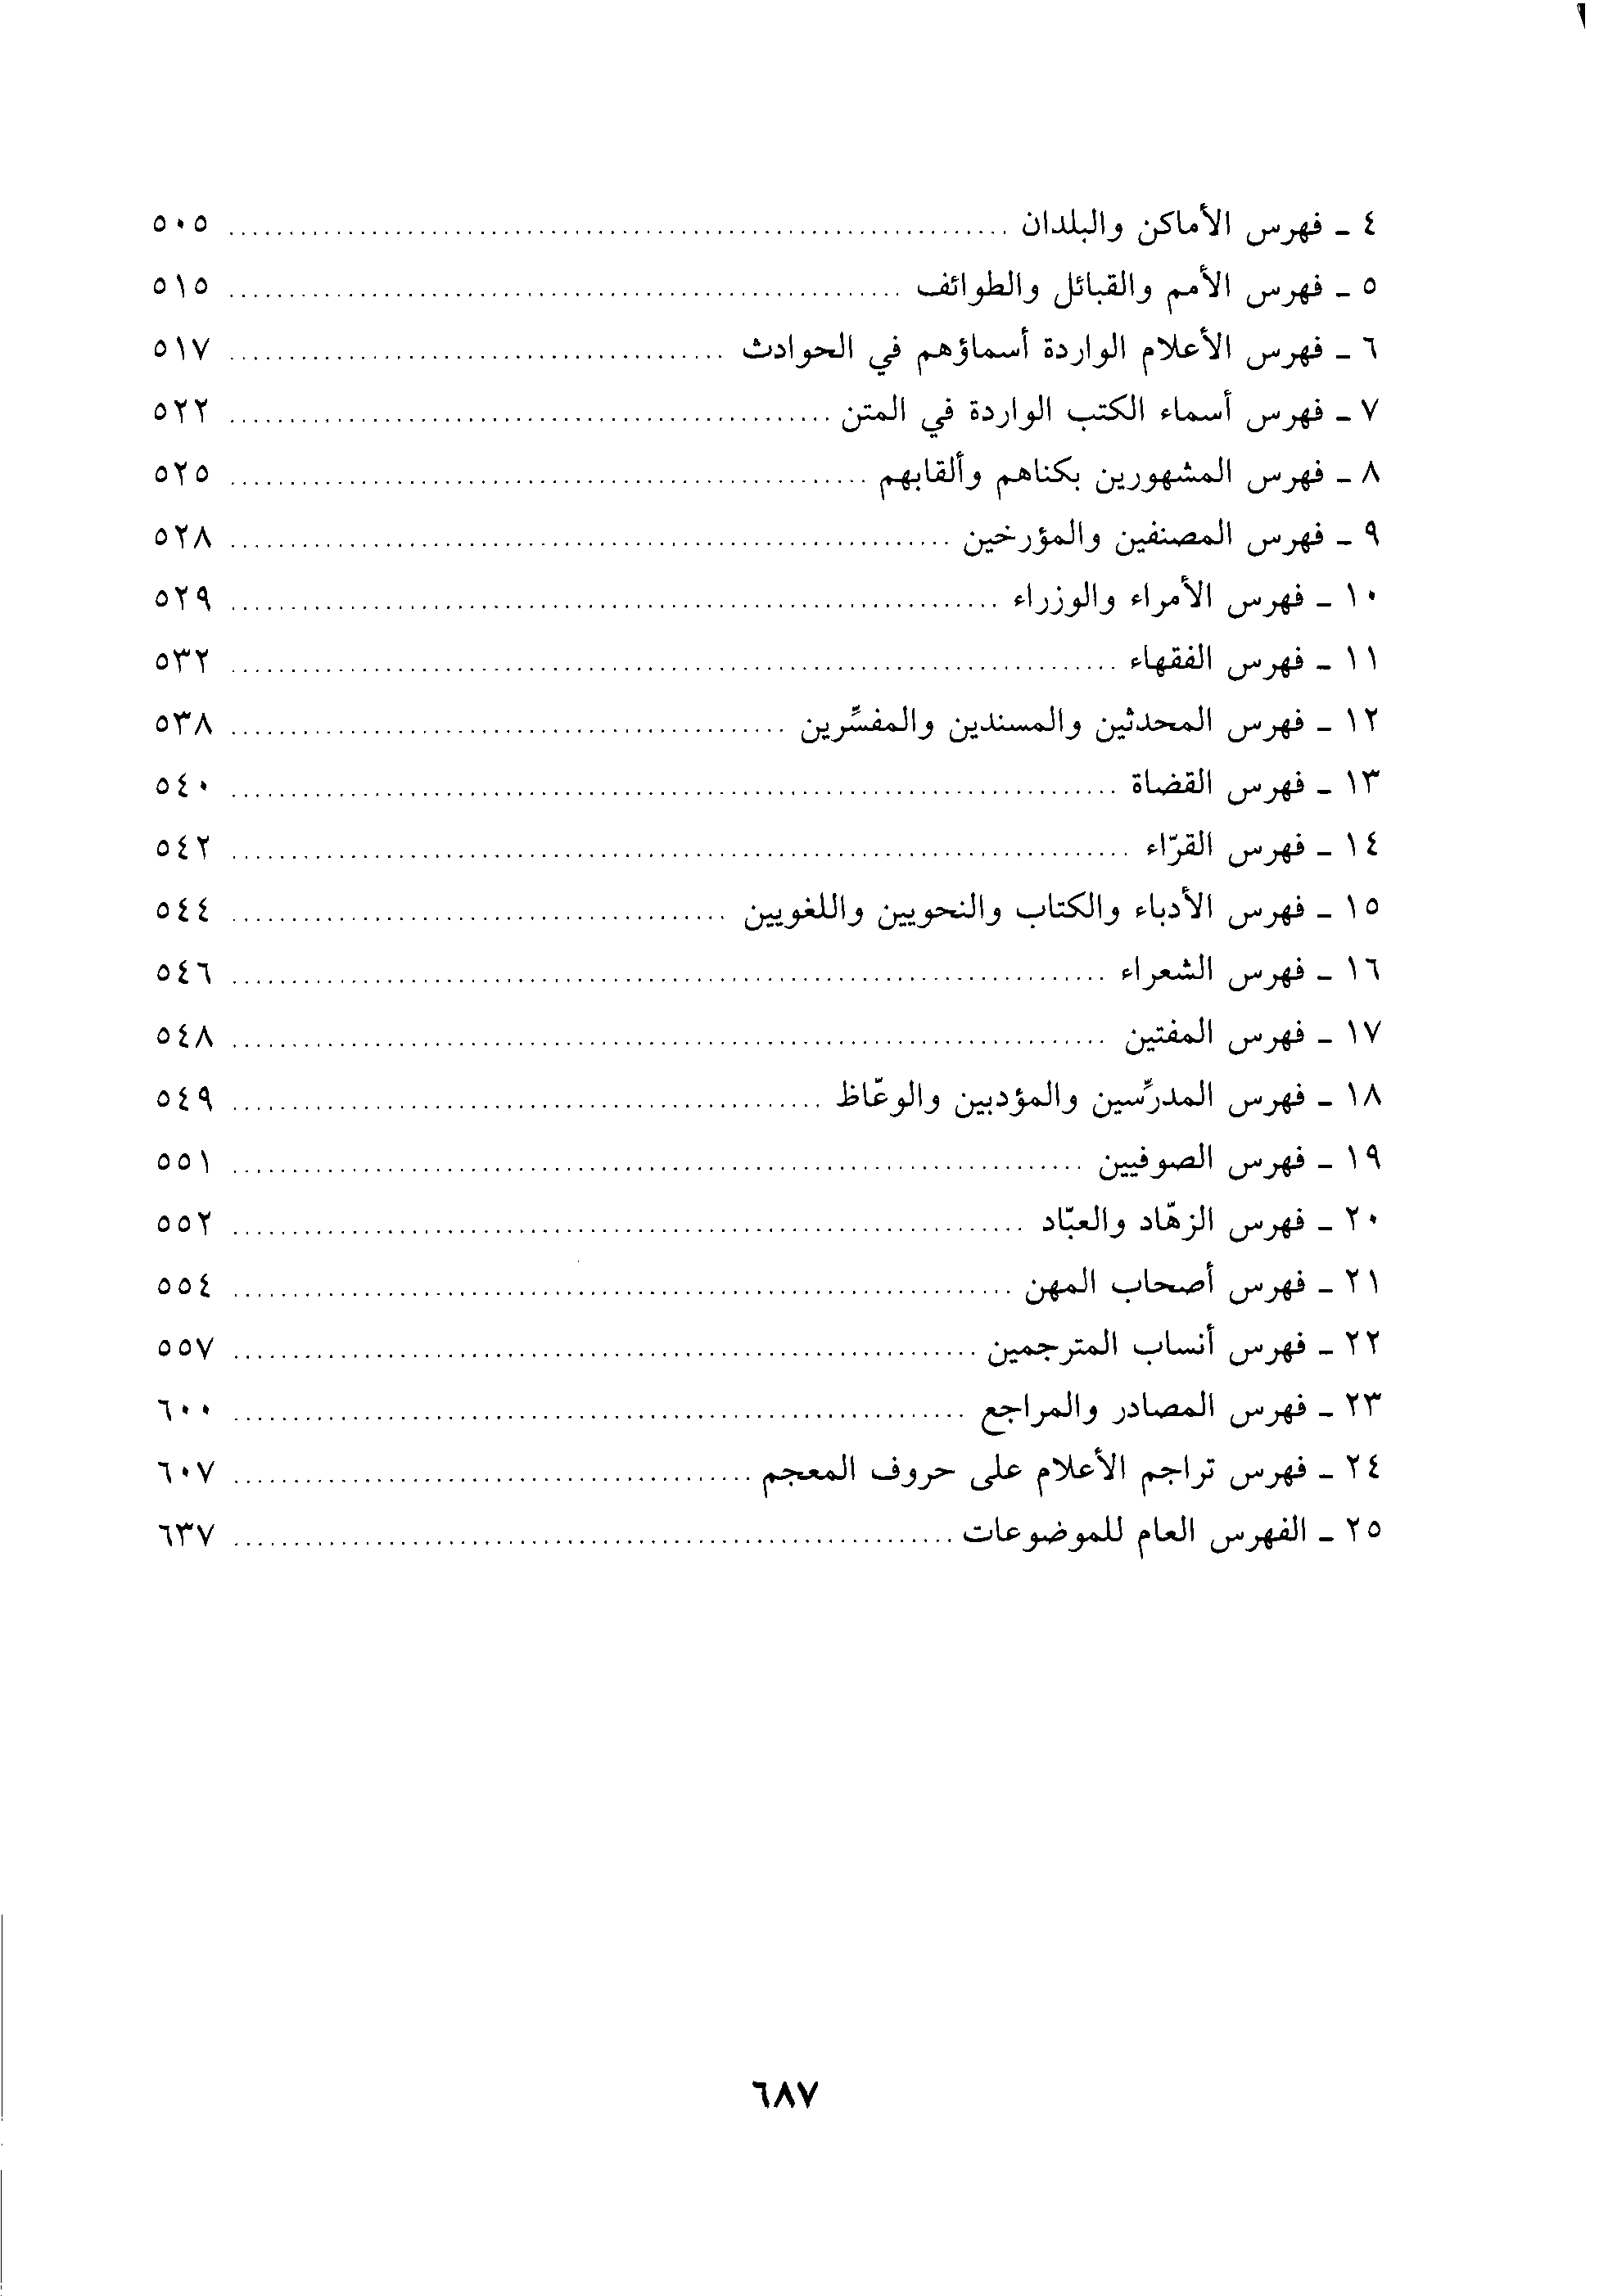 ٤ - فهرس الأماكن والبلدان ........ ٥٠٥
٥ - فهرس الأمم والقبائل والطوائف ........ ٥١٥
٦ - فهرس الأعلام الواردة أسماؤهم في الحوادث ........ ٥١٧
٧ - فهرس أسماء الكتب الواردة في المتن ........ ٥٢٢
٨ - فهرس المشهورين بكناهم وألقابهم ........ ٥٢٥
٩ - فهرس المصنفين والمؤرخين ........ ٥٢٨
١٠ - فهرس الأمراء والوزراء ........ ٥٢٩
١١ - فهرس الفقهاء ........ ٥٣٢
١٢ - فهرس المحدثين والمسندين والمفسِّرين ........ ٥٣٨
١٣ - فهرس القضاة ........ ٥٤٠
١٤ - فهرس القرّاء ........ ٥٤٢
١٥ - فهرس الأدباء والكتاب والنحويين واللغويين ........ ٥٤٤
١٦ - فهرس الشعراء ........ ٥٤٦
١٧ - فهرس المفتين ........ ٥٤٨
١٨ - فهرس المدرِّسين والمؤدبين والوعّاظ ........ ٥٤٩
١٩ - فهرس الصوفيين ........ ٥٥١
٢٠ - فهرس الزهّاد والعبّاد ........ ٥٥٢
٢١ - فهرس أصحاب المهن ........ ٥٥٤
٢٢ - فهرس أنساب المترجمين ........ ٥٥٧
٢٣ - فهرس المصادر والمراجع ........ ٦٠٠
٢٤ - فهرس تراجم الأعلام على حروف المعجم ........ ٦٠٧
٢٥ - الفهرس العام للموضوعات ........ ٦٣٧
٦٨٧